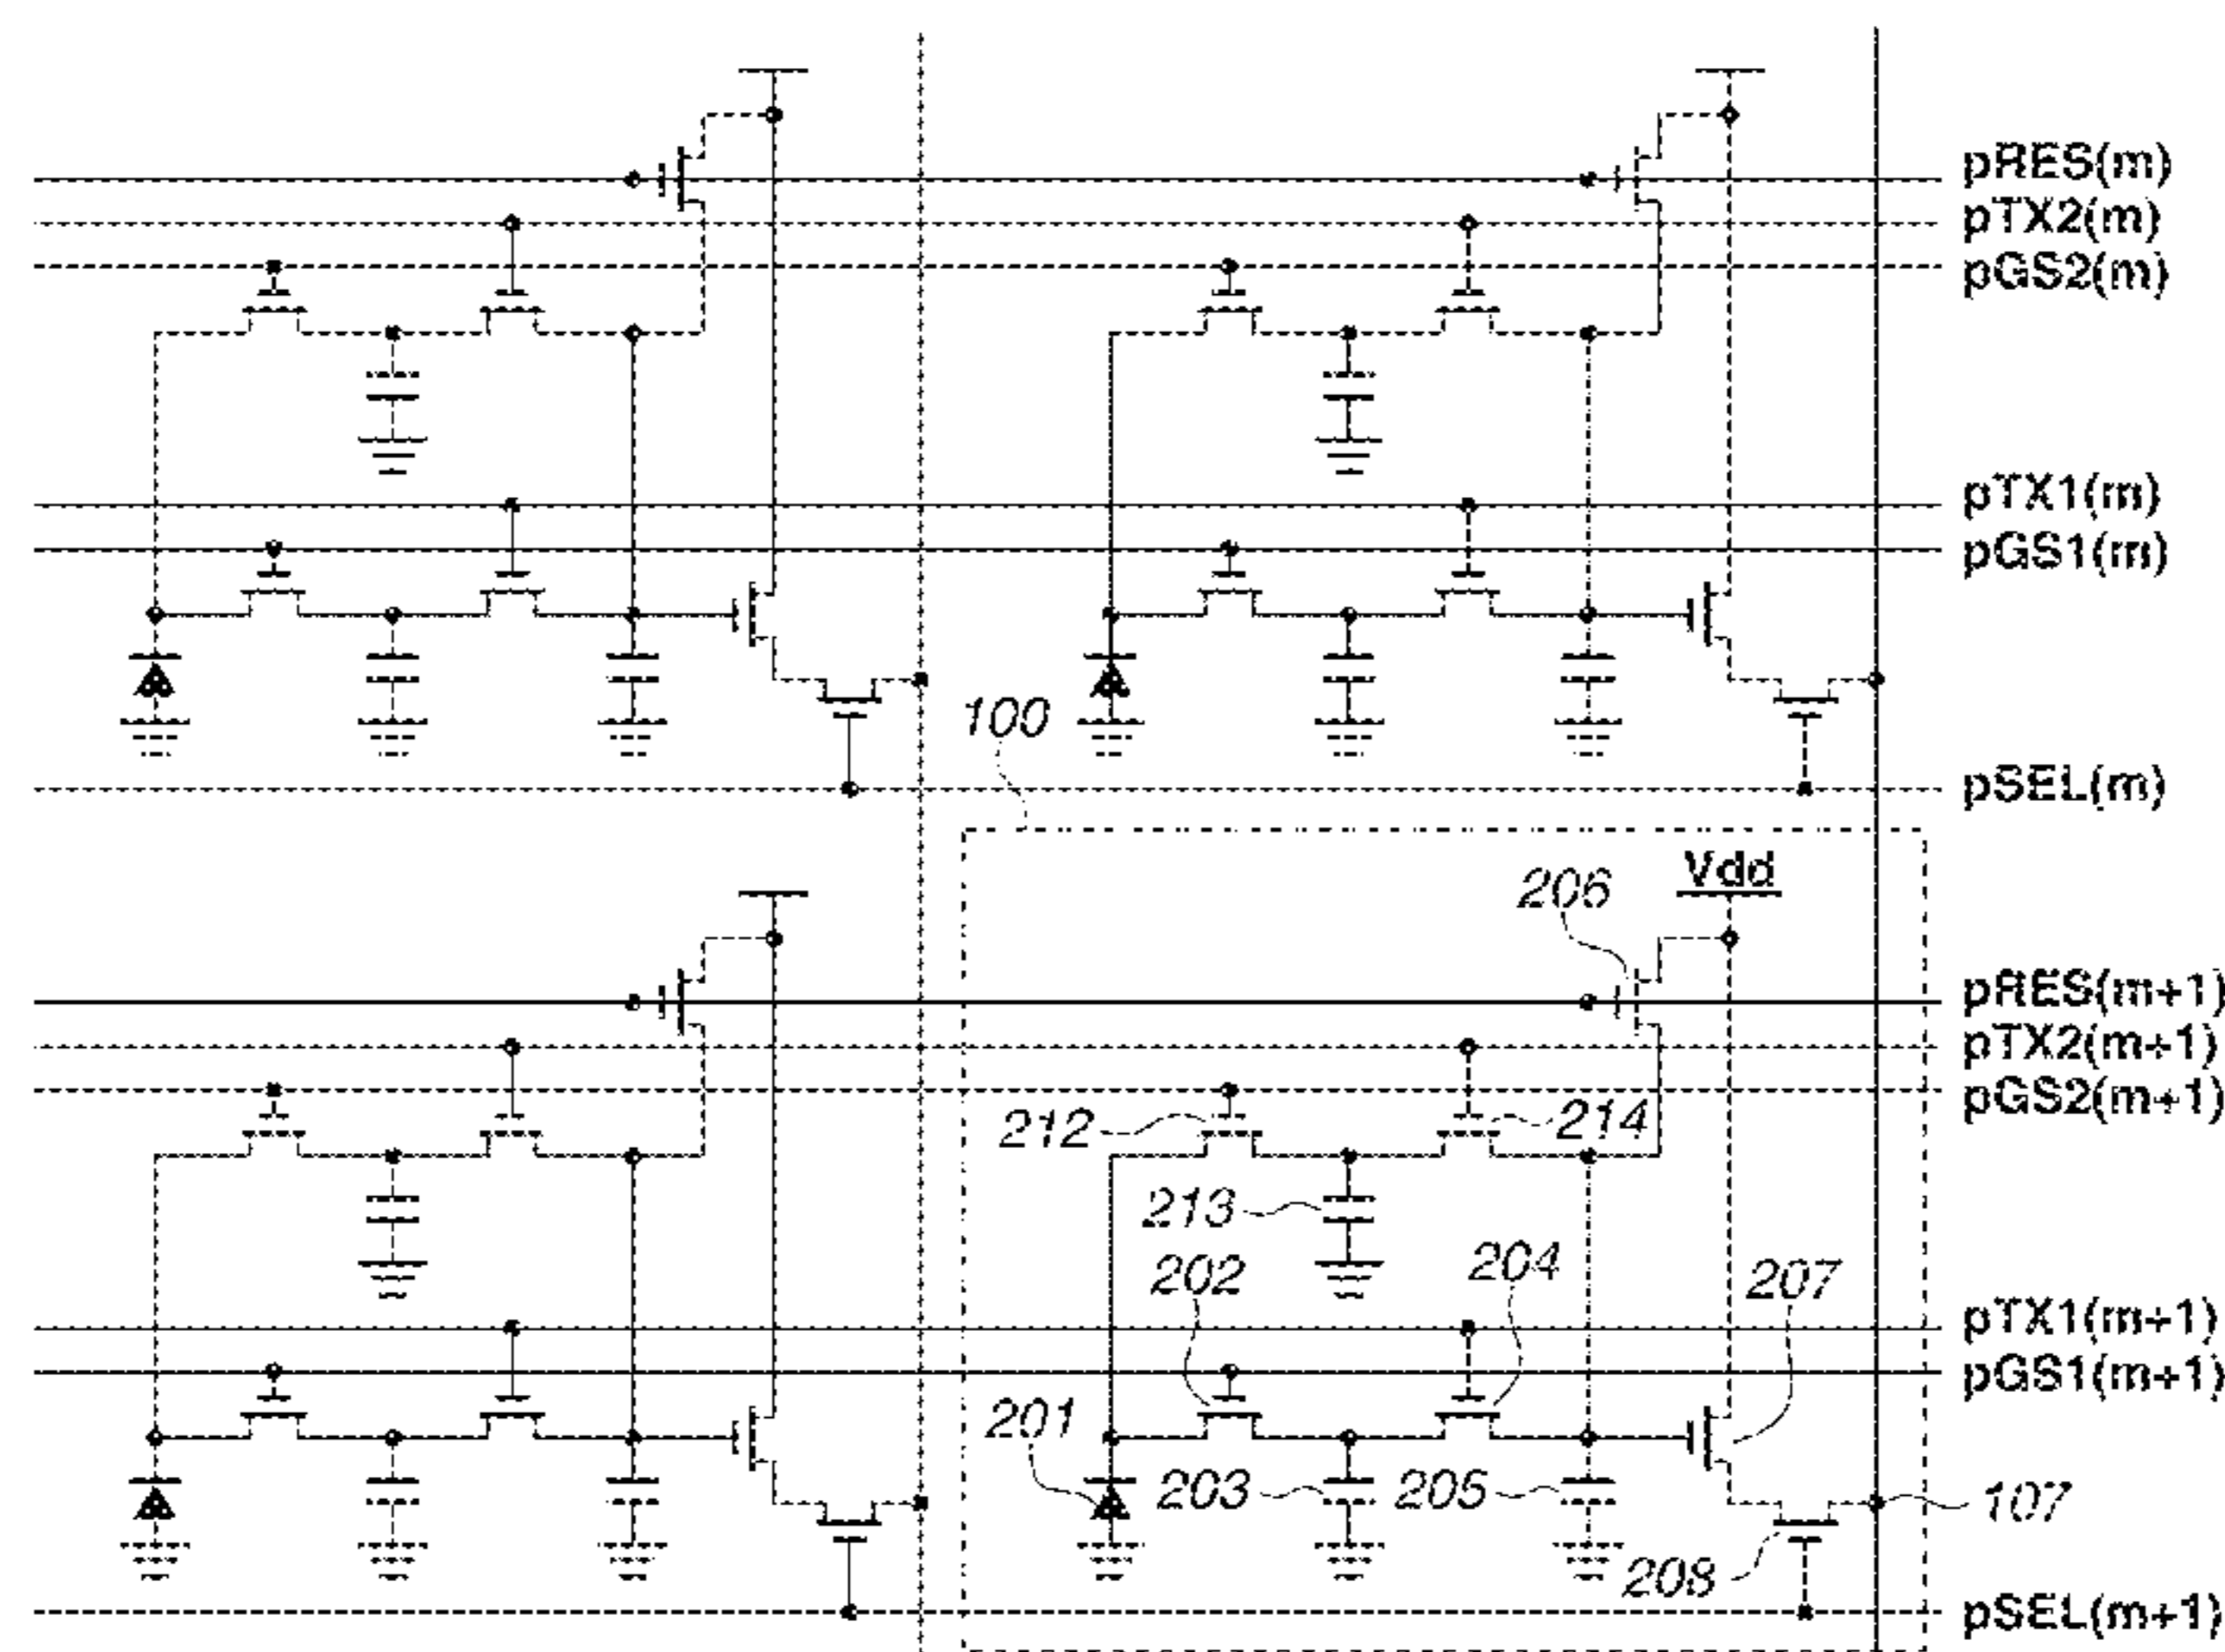 pRES(m)
pTX2(m)
pGS2(m)
pTX1(m)
pGS1(m)
100
pSEL(m)
Vdd
206
pRES(m+1)
pTX2(m+1)
pGS2(m+1)
212
214
213
202
204
207
pTX1(m+1)
pGS1(m+1)
201
203
205
107
208
pSEL(m+1)